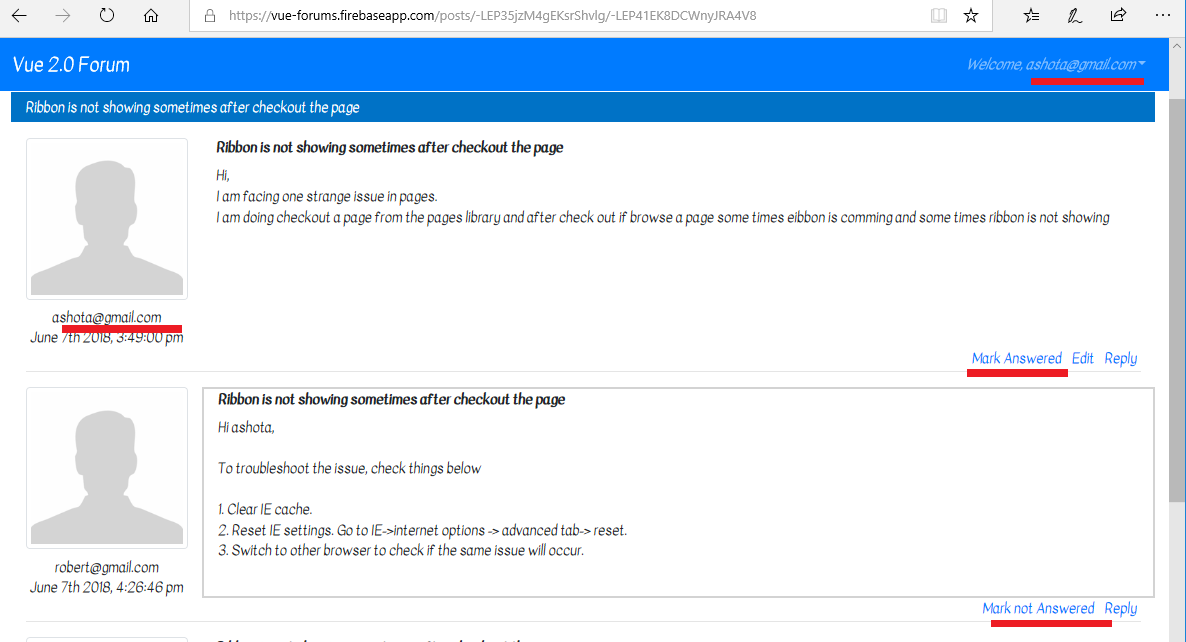 https://vue-forums.firebaseapp.com/posts/-LEP35jzM4gEKsrShvlg/-LEP41EK8DCWnyJRA4V8
Vue 2.0 Forum
Welcome, ashota@gmail.com
Ribbon is not showing sometimes after checkout the page
Ribbon is not showing sometimes after checkout the page
Hi,
I am facing one strange issue in pages.
I am doing checkout a page from the pages library and after check out if browse a page some times eibbon is comming and some times ribbon is not showing
ashota@gmail.com
June 7th 2018, 3:49:00 pm
Mark Answered Edit Reply
Ribbon is not showing sometimes after checkout the page
Hi ashota,
To troubleshoot the issue, check things below
1. Clear IE cache.
2. Reset IE settings. Go to IE->internet options -> advanced tab-> reset.
3. Switch to other browser to check if the same issue will occur.
robert@gmail.com
June 7th 2018, 4:26:46 pm
Mark not Answered Reply